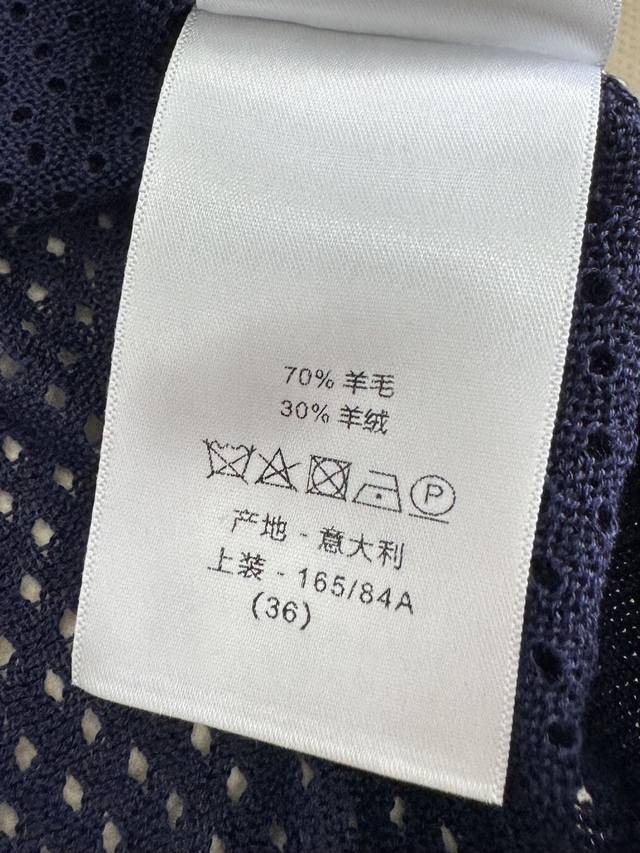 70% 羊毛
30% 羊绒
P
产地 - 意大利
上装 - 165/84A
(36)